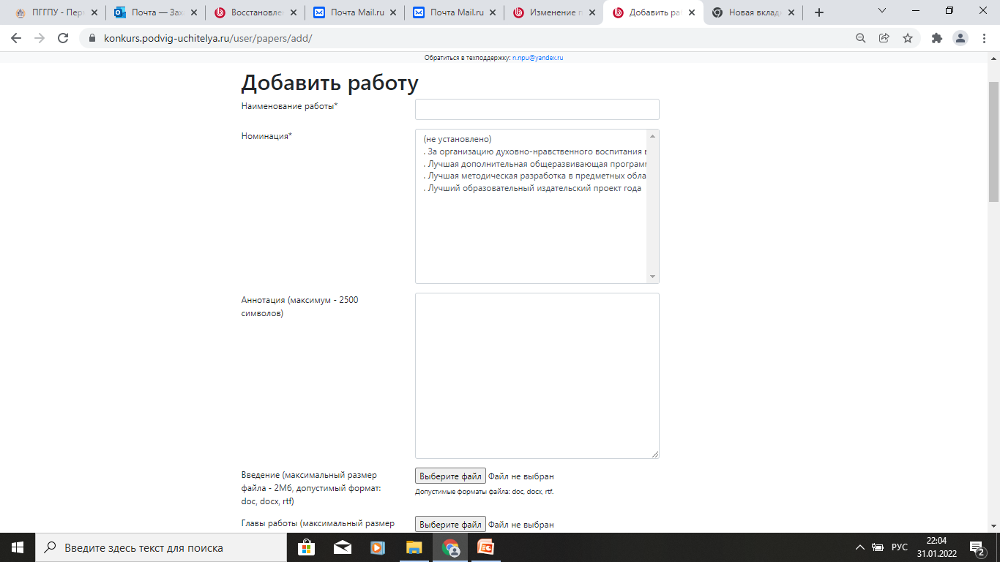 ПГГПУ - Пер
Почта — Зах
Восстановле
Почта Mail.ru
Почта Mail.ru
Изменение п
Добавить ра
Новая вклад
konkurs.podvig-uchitelya.ru/user/papers/add/
Обратиться в техподдержку: n.npu@yandex.ru
Добавить работу
Наименование работы*
Номинация*
(не установлено)
. За организацию духовно-нравственного воспитания в
. Лучшая дополнительная общеразвивающая програм
. Лучшая методическая разработка в предметных обла
. Лучший образовательный издательский проект года
Аннотация (максимум - 2500
символов)
Введение (максимальный размер
файла - 2Мб, допустимый формат:
doc, docx, rtf)
Выберите файл Файл не выбран
Допустимые форматы файла: doc, docx, rtf.
Главы работы (максимальный размер
Выберите файл Файл не выбран
Введите здесь текст для поиска
РУС
22:04
31.01.2022
2